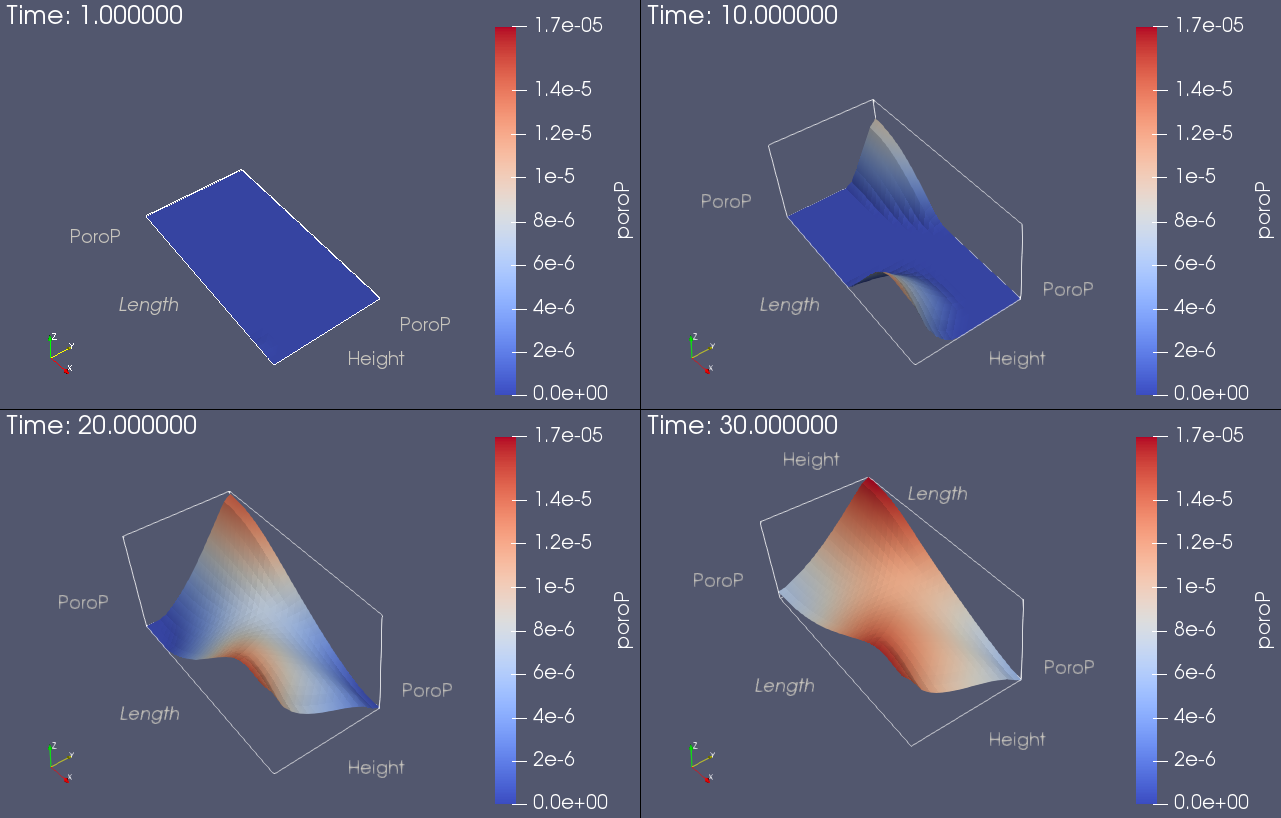 Time: 1.000000
1.7e-05
1.4e-5
1.2e-5
1e-5
8e-6
6e-6
4e-6
2e-6
0.0e+00
poroP
PoroP
Length
PoroP
Height
Z
Y
X
Time: 10.000000
1.7e-05
1.4e-5
1.2e-5
1e-5
8e-6
6e-6
4e-6
2e-6
0.0e+00
poroP
PoroP
Length
PoroP
Height
Z
Y
X
Time: 20.000000
1.7e-05
1.4e-5
1.2e-5
1e-5
8e-6
6e-6
4e-6
2e-6
0.0e+00
poroP
PoroP
Length
PoroP
Height
Z
Y
X
Time: 30.000000
1.7e-05
1.4e-5
1.2e-5
1e-5
8e-6
6e-6
4e-6
2e-6
0.0e+00
poroP
Height
Length
PoroP
Length
PoroP
Height
Z
Y
X